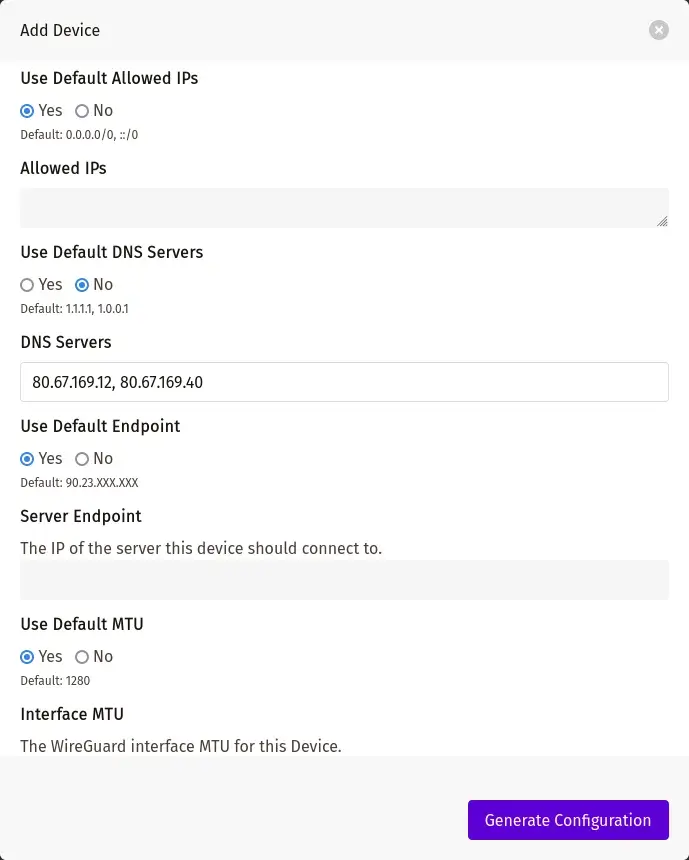 Add Device
Use Default Allowed IPs
Yes No
Default: 0.0.0.0/0, ::/0
Allowed IPs
Use Default DNS Servers
Yes No
Default: 1.1.1.1, 1.0.0.1
DNS Servers
80.67.169.12, 80.67.169.40
Use Default Endpoint
Yes No
Default: 90.23.XXX.XXX
Server Endpoint
The IP of the server this device should connect to.
Use Default MTU
Yes No
Default: 1280
Interface MTU
The WireGuard interface MTU for this Device.
Generate Configuration